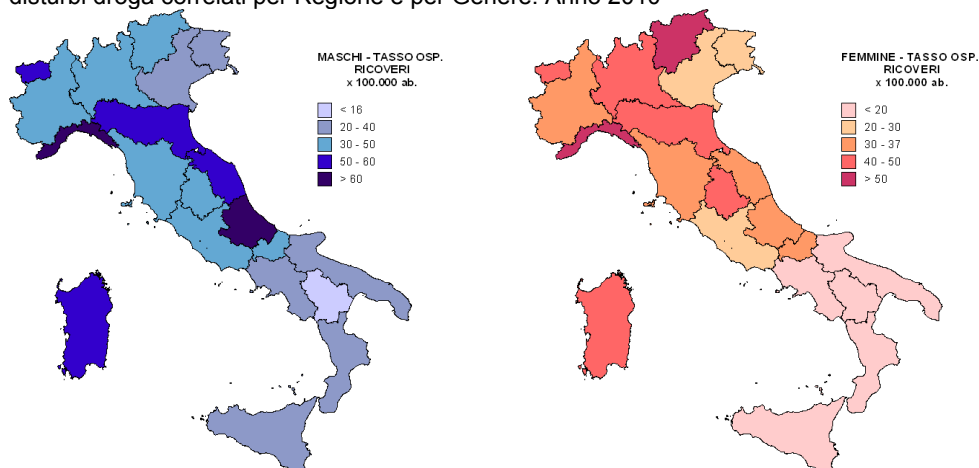 disturbi droga correlati per Regione e per Genere. Anno 2010
MASCHI - TASSO OSP.
RICOVERI
x 100.000 ab.
< 16
20 - 40
30 - 50
50 - 60
> 60
FEMMINE - TASSO OSP.
RICOVERI
x 100.000 ab.
< 20
20 - 30
30 - 37
40 - 50
> 50